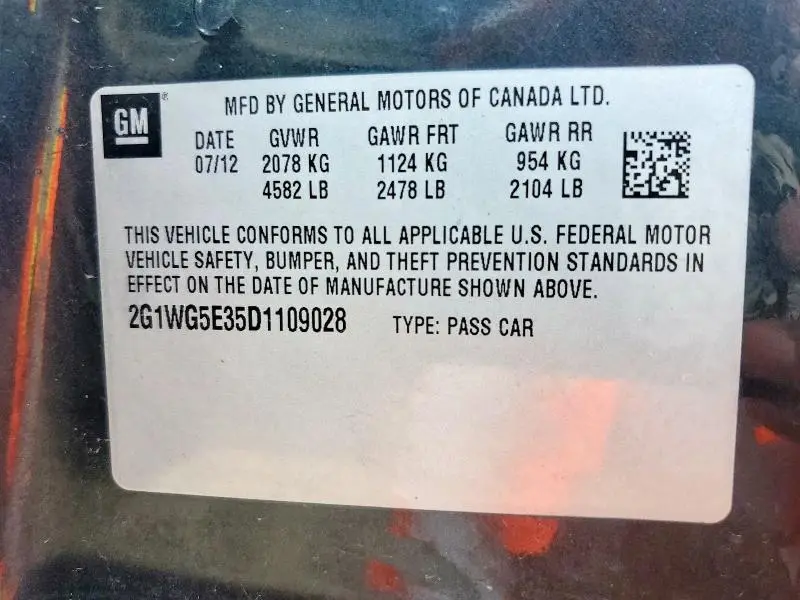 GM ®
MFD BY GENERAL MOTORS OF CANADA LTD.
DATE GVWR GAWR FRT GAWR RR
07/12 2078 KG 1124 KG 954 KG
4582 LB 2478 LB 2104 LB
THIS VEHICLE CONFORMS TO ALL APPLICABLE U.S. FEDERAL MOTOR
VEHICLE SAFETY, BUMPER, AND THEFT PREVENTION STANDARDS IN
EFFECT ON THE DATE OF MANUFACTURE SHOWN ABOVE.
2G1WG5E35D1109028 TYPE: PASS CAR